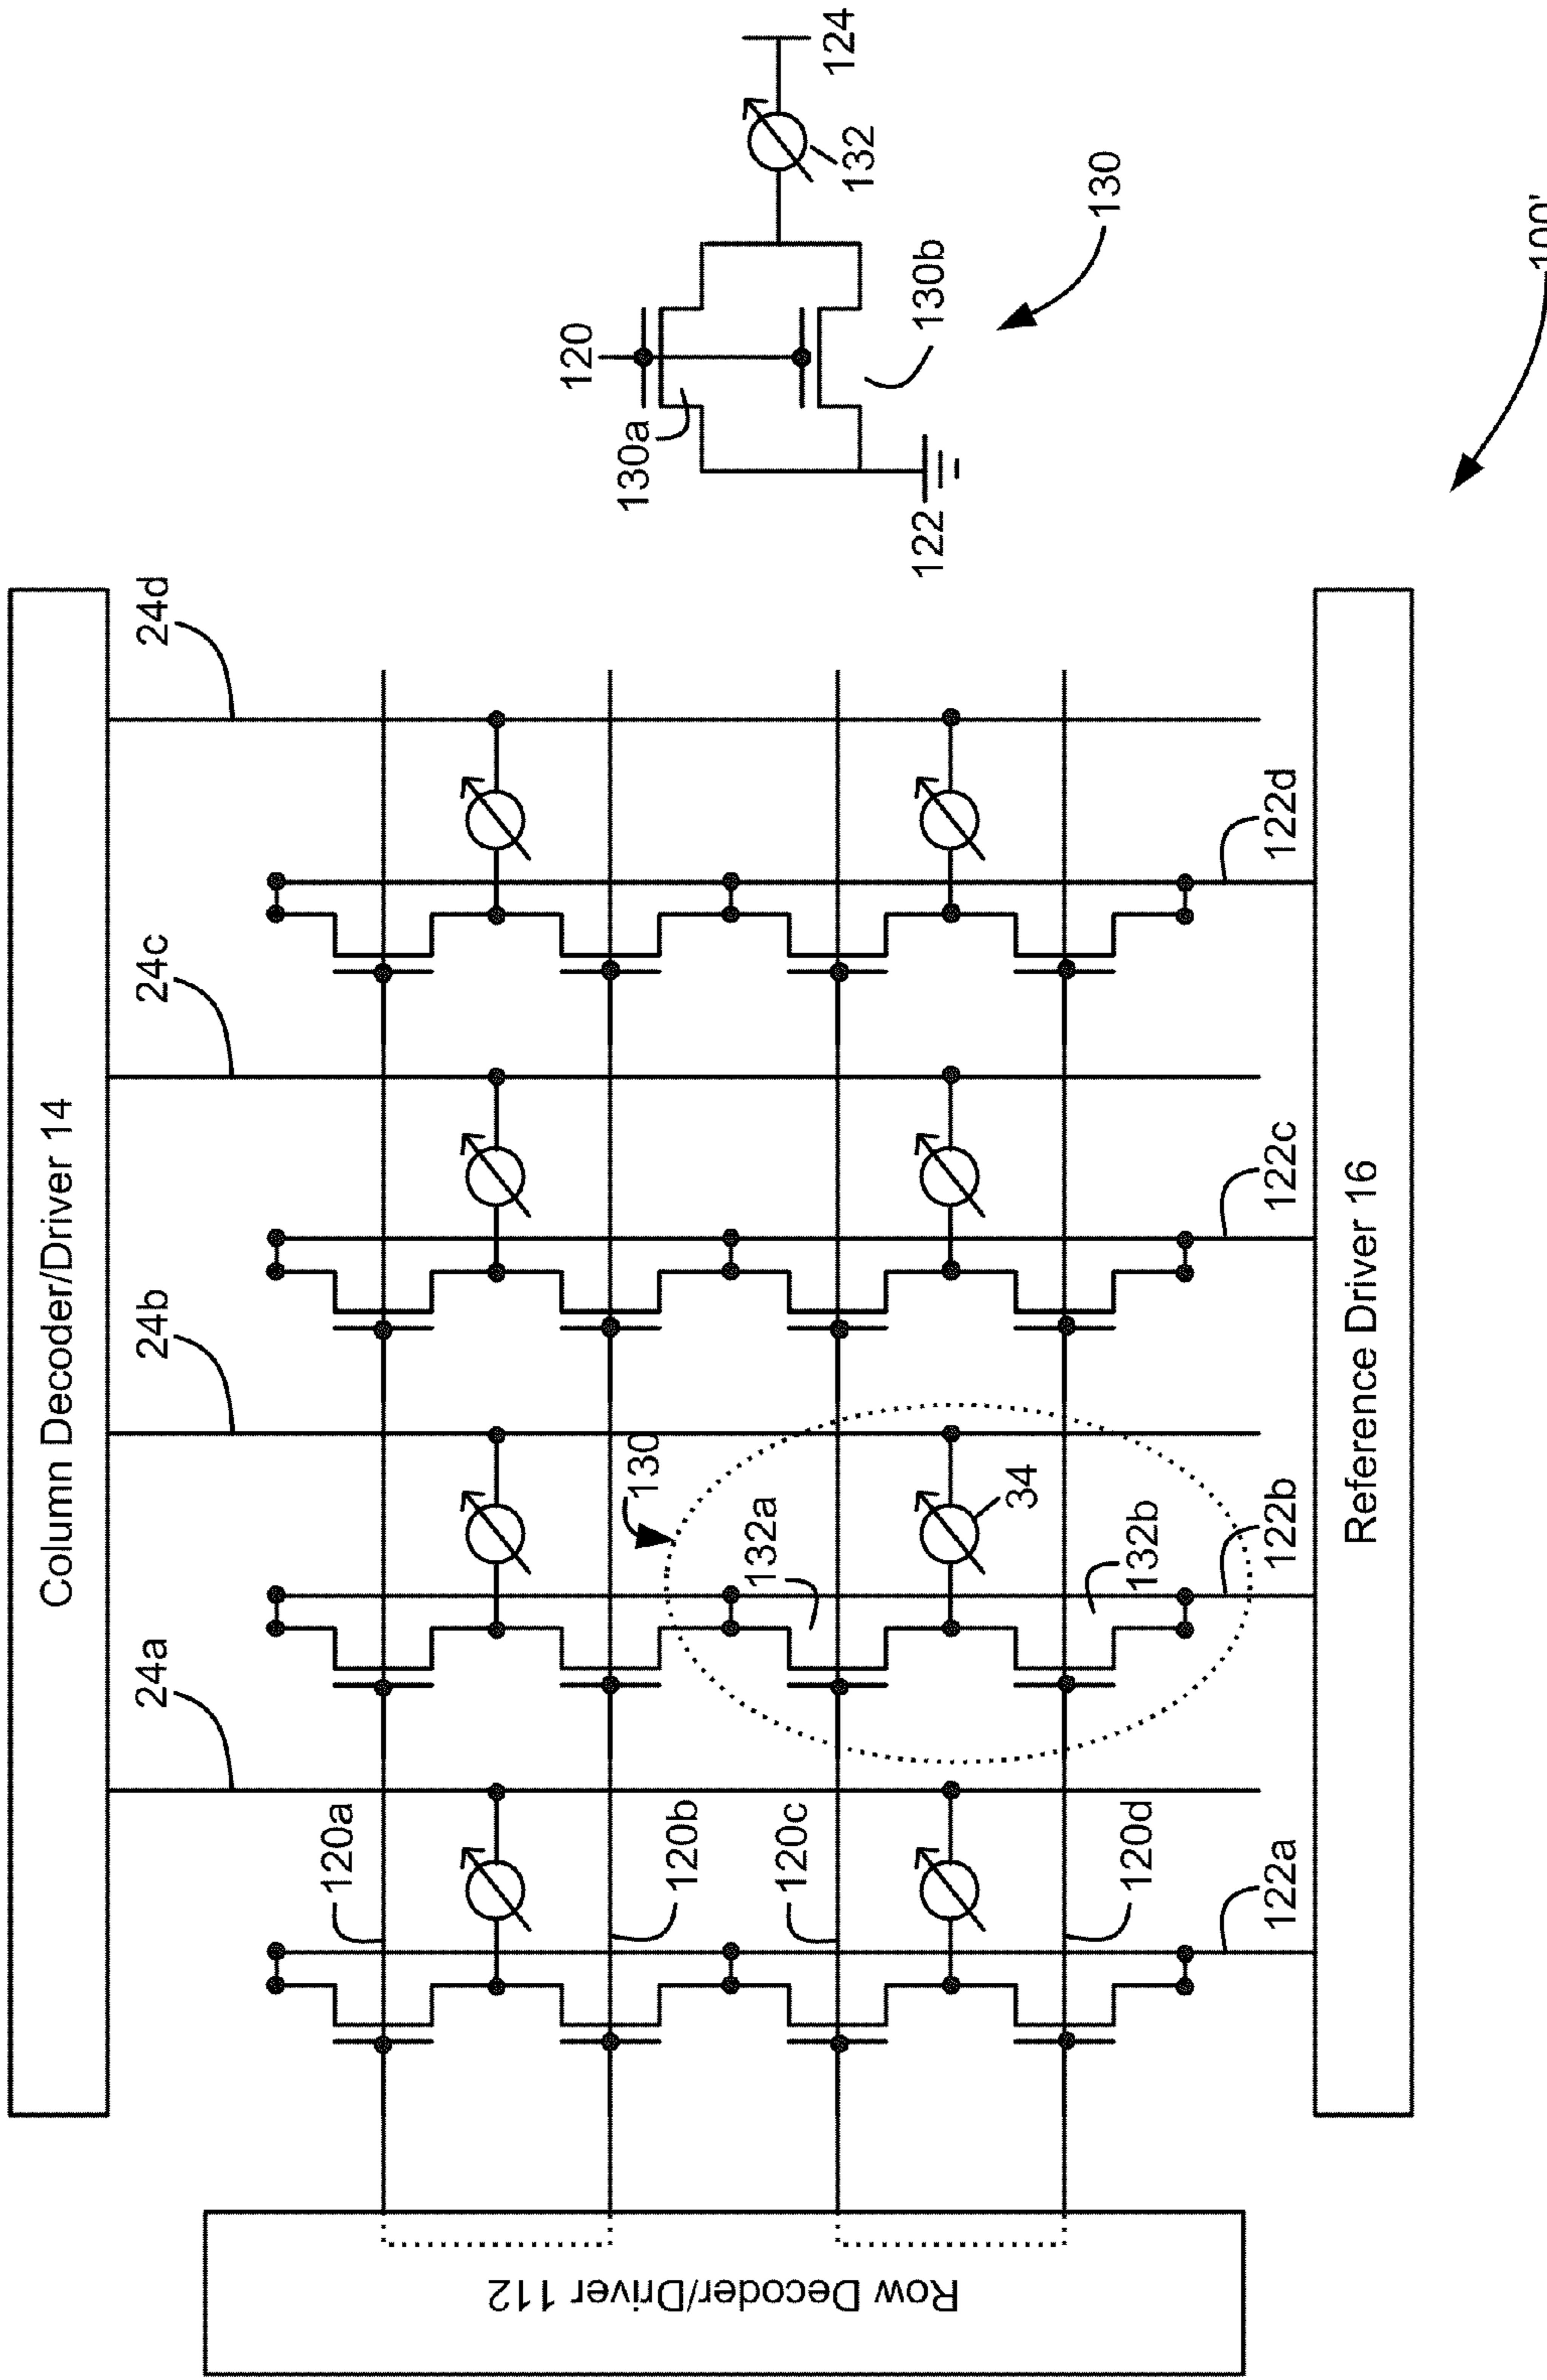 Column Decoder/Driver 14
24a
24b
24c
24d
Row Decoder/Driver 112
120a
120b
120c
120d
130
132a
34
132b
122a
122b
122c
122d
Reference Driver 16
120
130a
130b
122
132
124
130
100'